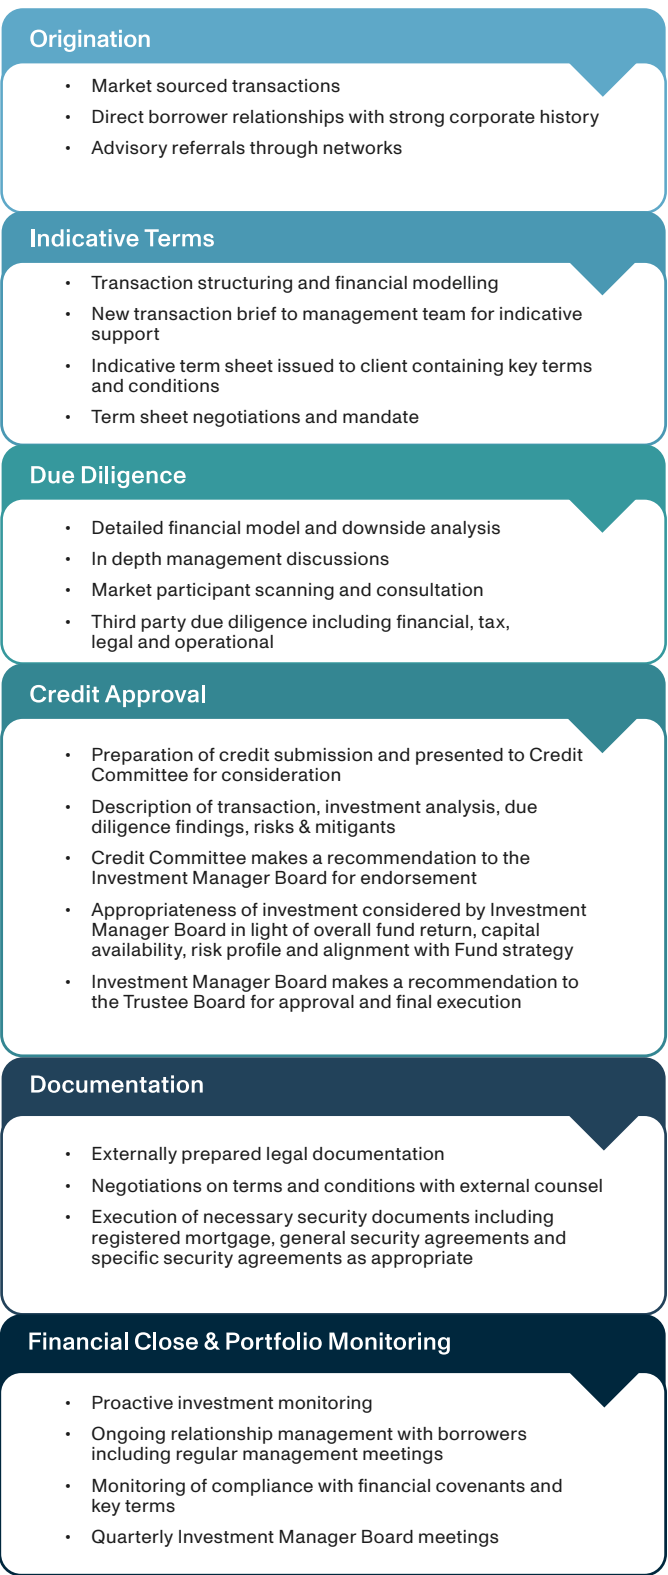 Origination
• Market sourced transactions
• Direct borrower relationships with strong corporate history
• Advisory referrals through networks
Indicative Terms
• Transaction structuring and financial modelling
• New transaction brief to management team for indicative
support
• Indicative term sheet issued to client containing key terms
and conditions
• Term sheet negotiations and mandate
Due Diligence
• Detailed financial model and downside analysis
• In depth management discussions
• Market participant scanning and consultation
• Third party due diligence including financial, tax,
legal and operational
Credit Approval
• Preparation of credit submission and presented to Credit
Committee for consideration
• Description of transaction, investment analysis, due
diligence findings, risks & mitigants
• Credit Committee makes a recommendation to the
Investment Manager Board for endorsement
• Appropriateness of investment considered by Investment
Manager Board in light of overall fund return, capital
availability, risk profile and alignment with Fund strategy
• Investment Manager Board makes a recommendation to
the Trustee Board for approval and final execution
Documentation
• Externally prepared legal documentation
• Negotiations on terms and conditions with external counsel
• Execution of necessary security documents including
registered mortgage, general security agreements and
specific security agreements as appropriate
Financial Close & Portfolio Monitoring
• Proactive investment monitoring
• Ongoing relationship management with borrowers
including regular management meetings
• Monitoring of compliance with financial covenants and
key terms
• Quarterly Investment Manager Board meetings